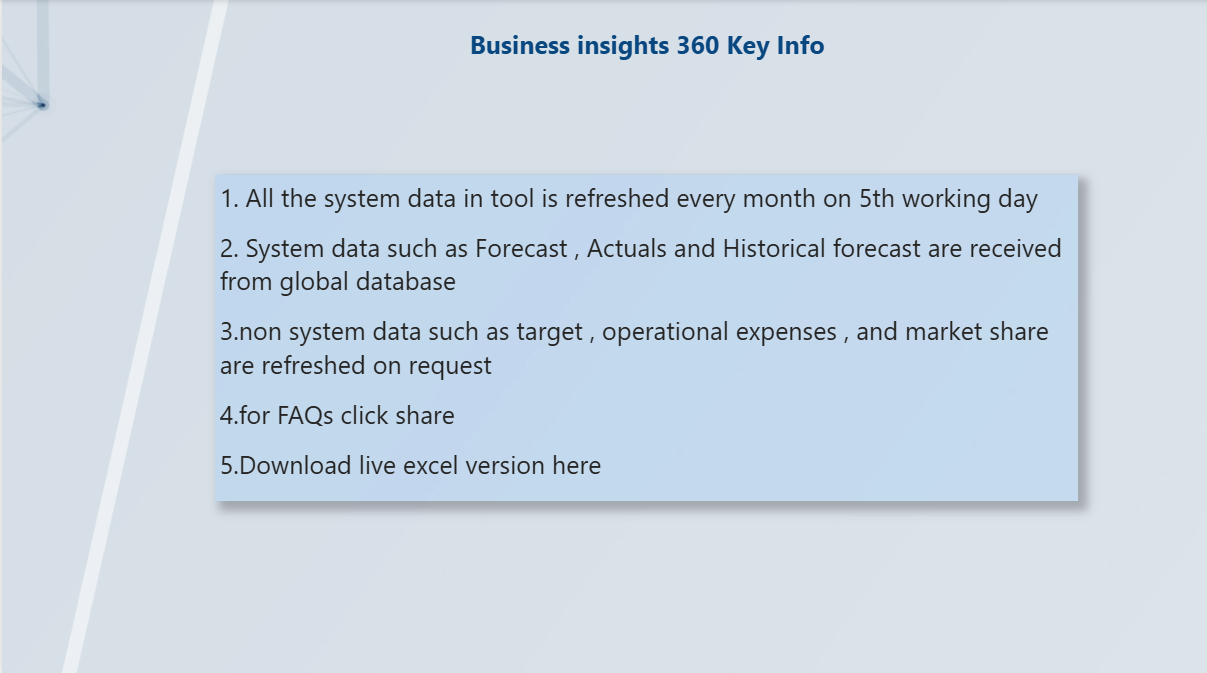 Business insights 360 Key Info
1. All the system data in tool is refreshed every month on 5th working day
2. System data such as Forecast , Actuals and Historical forecast are received
from global database
3.non system data such as target , operational expenses , and market share
are refreshed on request
4.for FAQs click share
5.Download live excel version here